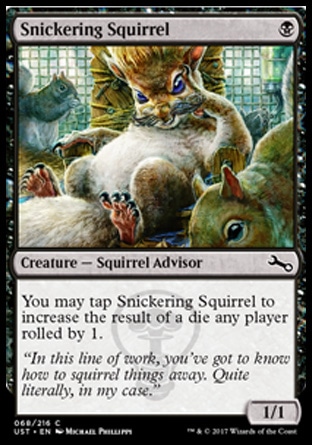 Snickering Squirrel
Creature — Squirrel Advisor
You may tap Snickering Squirrel to
increase the result of a die any player
rolled by 1.
"In this line of work, you've got to know
how to squirrel things away. Quite
literally, in my case."
1/1
068/216 C
UST • EN Michael Phillippi
™ & © 2017 Wizards of the Coast